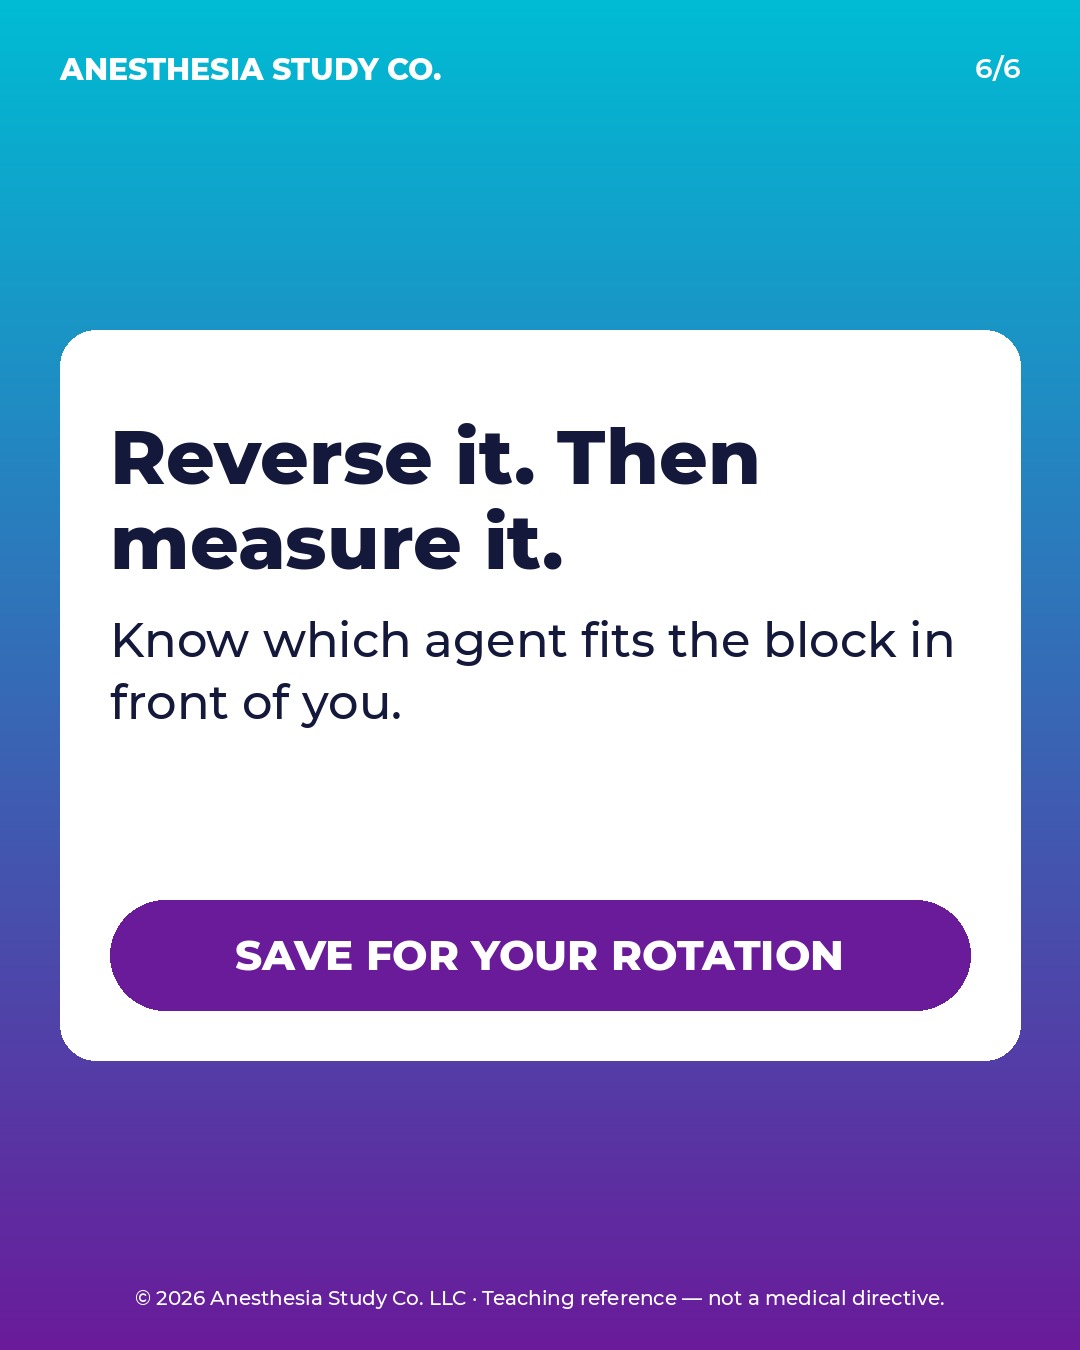 ANESTHESIA STUDY CO.
6/6
Reverse it. Then
measure it.
Know which agent fits the block in
front of you.
SAVE FOR YOUR ROTATION
© 2026 Anesthesia Study Co. LLC · Teaching reference — not a medical directive.